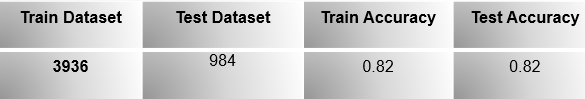 Train Dataset Test Dataset Train Accuracy Test Accuracy
3936 984 0.82 0.82